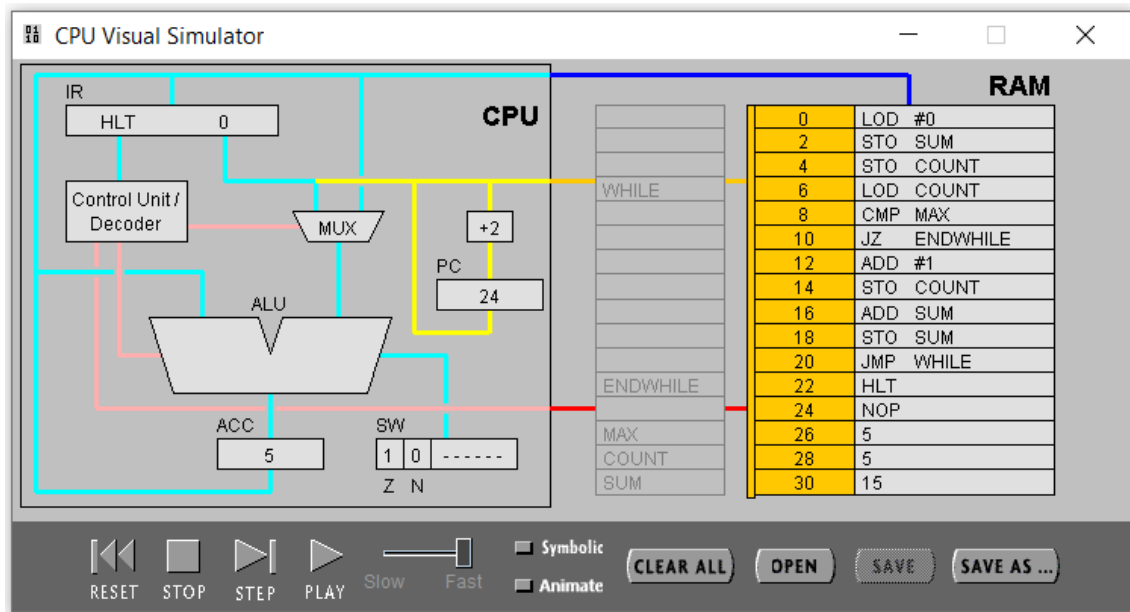 CPU Visual Simulator
IR
HLT 0
CPU
RAM
Control Unit /
Decoder
MUX
+2
PC
24
ALU
ACC
5
SW
1 0 ------
Z N
0 LOD #0
2 STO SUM
4 STO COUNT
WHILE 6 LOD COUNT
8 CMP MAX
10 JZ ENDWHILE
12 ADD #1
14 STO COUNT
16 ADD SUM
18 STO SUM
20 JMP WHILE
ENDWHILE 22 HLT
24 NOP
MAX 26 5
COUNT 28 5
SUM 30 15
RESET STOP STEP PLAY
Slow Fast
Symbolic
Animate
CLEAR ALL OPEN SAVE SAVE AS ...